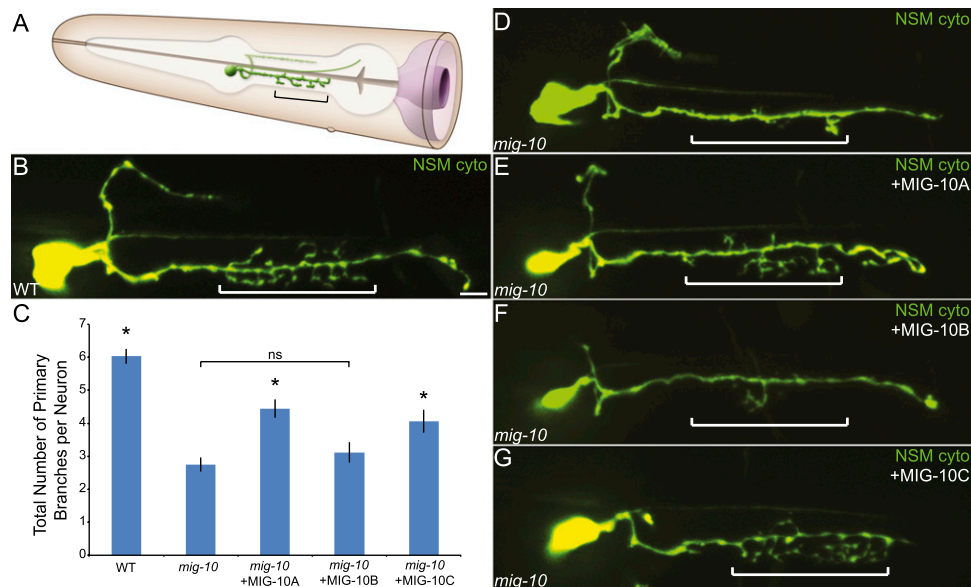 A
B
NSM cyto
WT
C
Total Number of Primary
Branches per Neuron
7
6
5
4
3
2
1
0
*
ns
*
*
WT
mig-10
mig-10
+MIG-10A
mig-10
+MIG-10B
mig-10
+MIG-10C
D
NSM cyto
mig-10
E
NSM cyto
+MIG-10A
mig-10
F
NSM cyto
+MIG-10B
mig-10
G
NSM cyto
+MIG-10C
mig-10